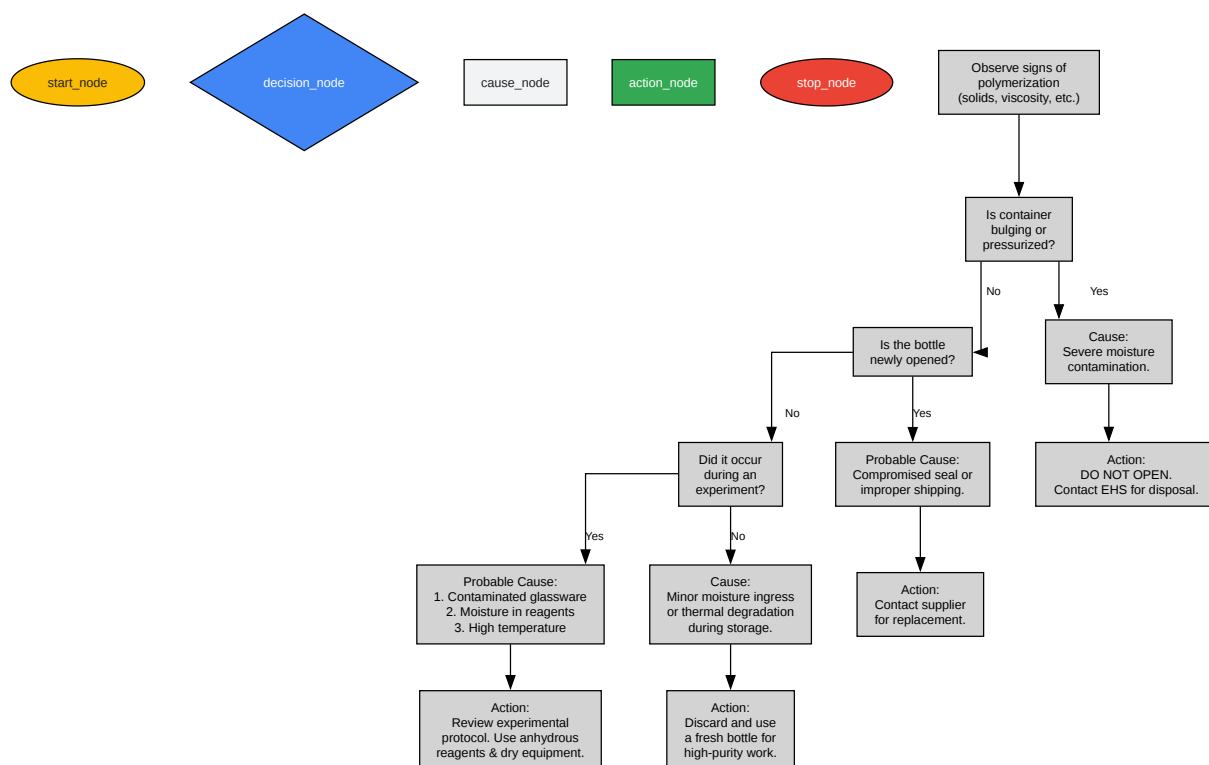 start_node
decision_node
cause_node
action_node
stop_node
Observe signs of
polymerization
(solids, viscosity, etc.)
Is container
bulging or
pressurized?
No
Yes
Is the bottle
newly opened?
Cause:
Severe moisture
contamination.
No
Yes
Did it occur
during an
experiment?
Probable Cause:
Compromised seal or
improper shipping.
Action:
DO NOT OPEN.
Contact EHS for disposal.
Yes
No
Probable Cause:
1. Contaminated glassware
2. Moisture in reagents
3. High temperature
Cause:
Minor moisture ingress
or thermal degradation
during storage.
Action:
Contact supplier
for replacement.
Action:
Review experimental
protocol. Use anhydrous
reagents & dry equipment.
Action:
Discard and use
a fresh bottle for
high-purity work.